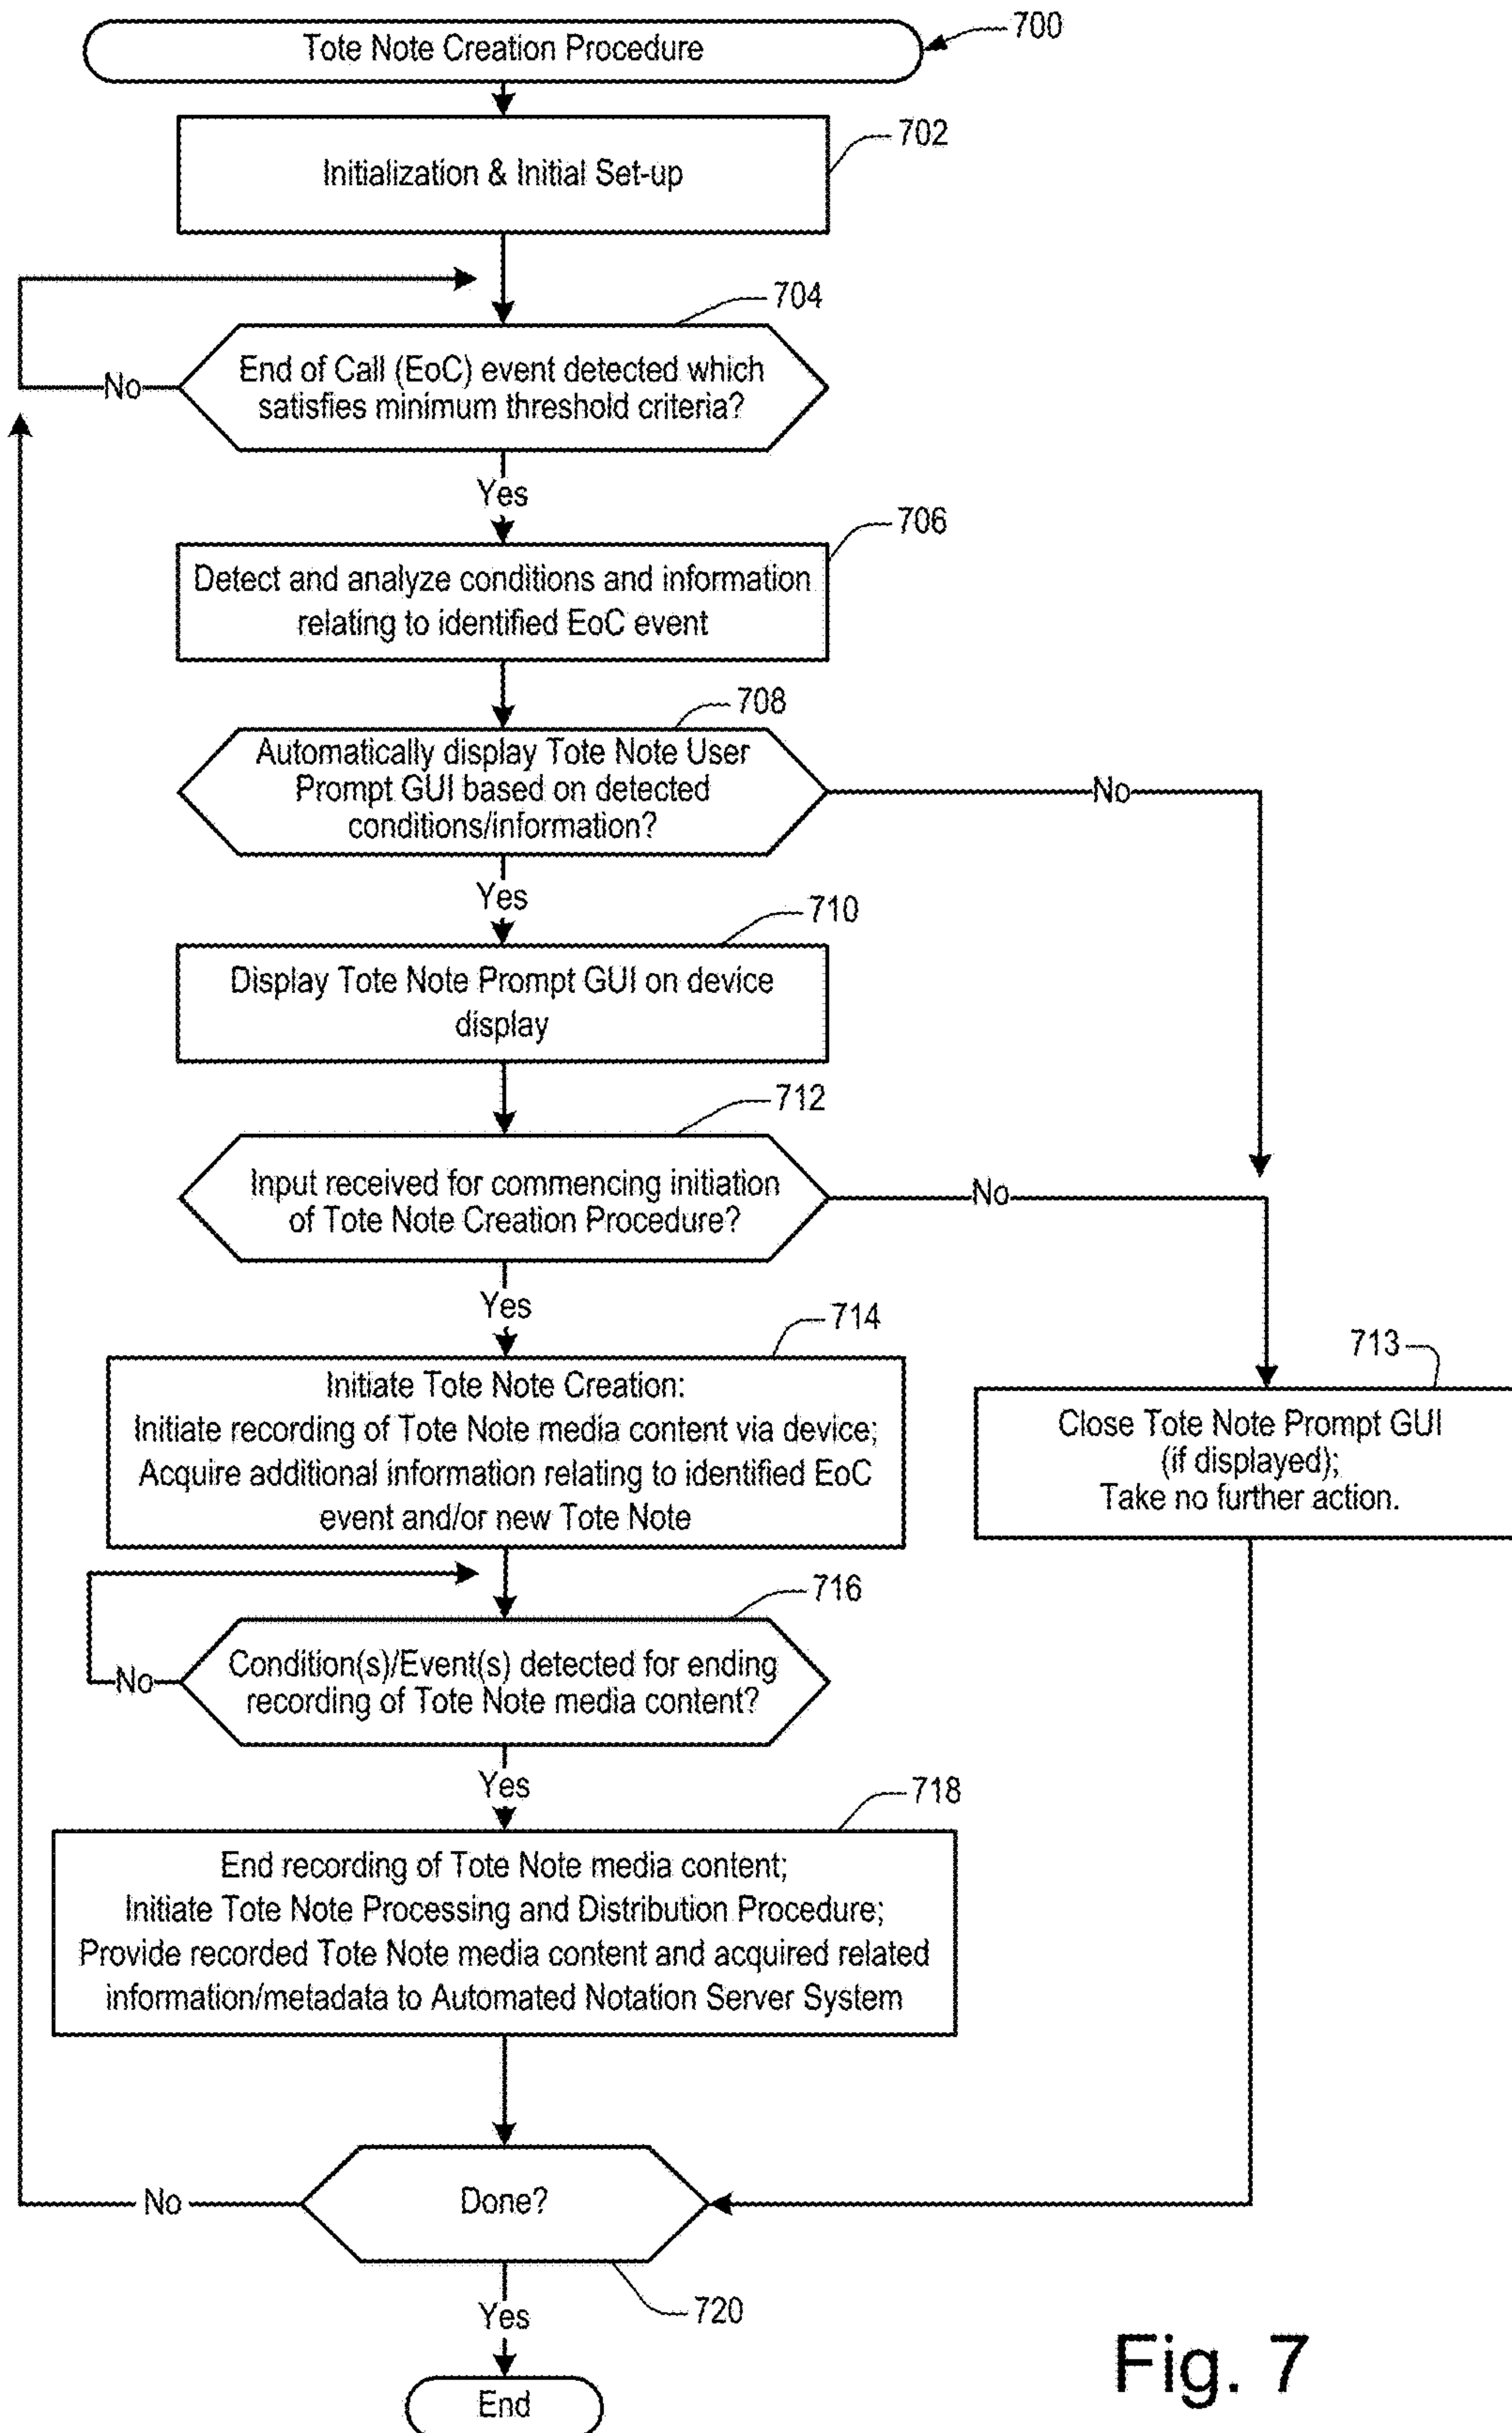 Tote Note Creation Procedure
700
702
Initialization & Initial Set-up
704
End of Call (EoC) event detected which
satisfies minimum threshold criteria?
No
Yes
706
Detect and analyze conditions and information
relating to identified EoC event
708
Automatically display Tote Note User
Prompt GUI based on detected
conditions/information?
No
Yes
710
Display Tote Note Prompt GUI on device
display
712
Input received for commencing initiation
of Tote Note Creation Procedure?
No
Yes
714
Initiate Tote Note Creation:
Initiate recording of Tote Note media content via device;
Acquire additional information relating to identified EoC
event and/or new Tote Note
713
Close Tote Note Prompt GUI
(if displayed);
Take no further action.
716
Condition(s)/Event(s) detected for ending
recording of Tote Note media content?
No
Yes
718
End recording of Tote Note media content;
Initiate Tote Note Processing and Distribution Procedure;
Provide recorded Tote Note media content and acquired related
information/metadata to Automated Notation Server System
Done?
No
720
Yes
End
Fig. 7